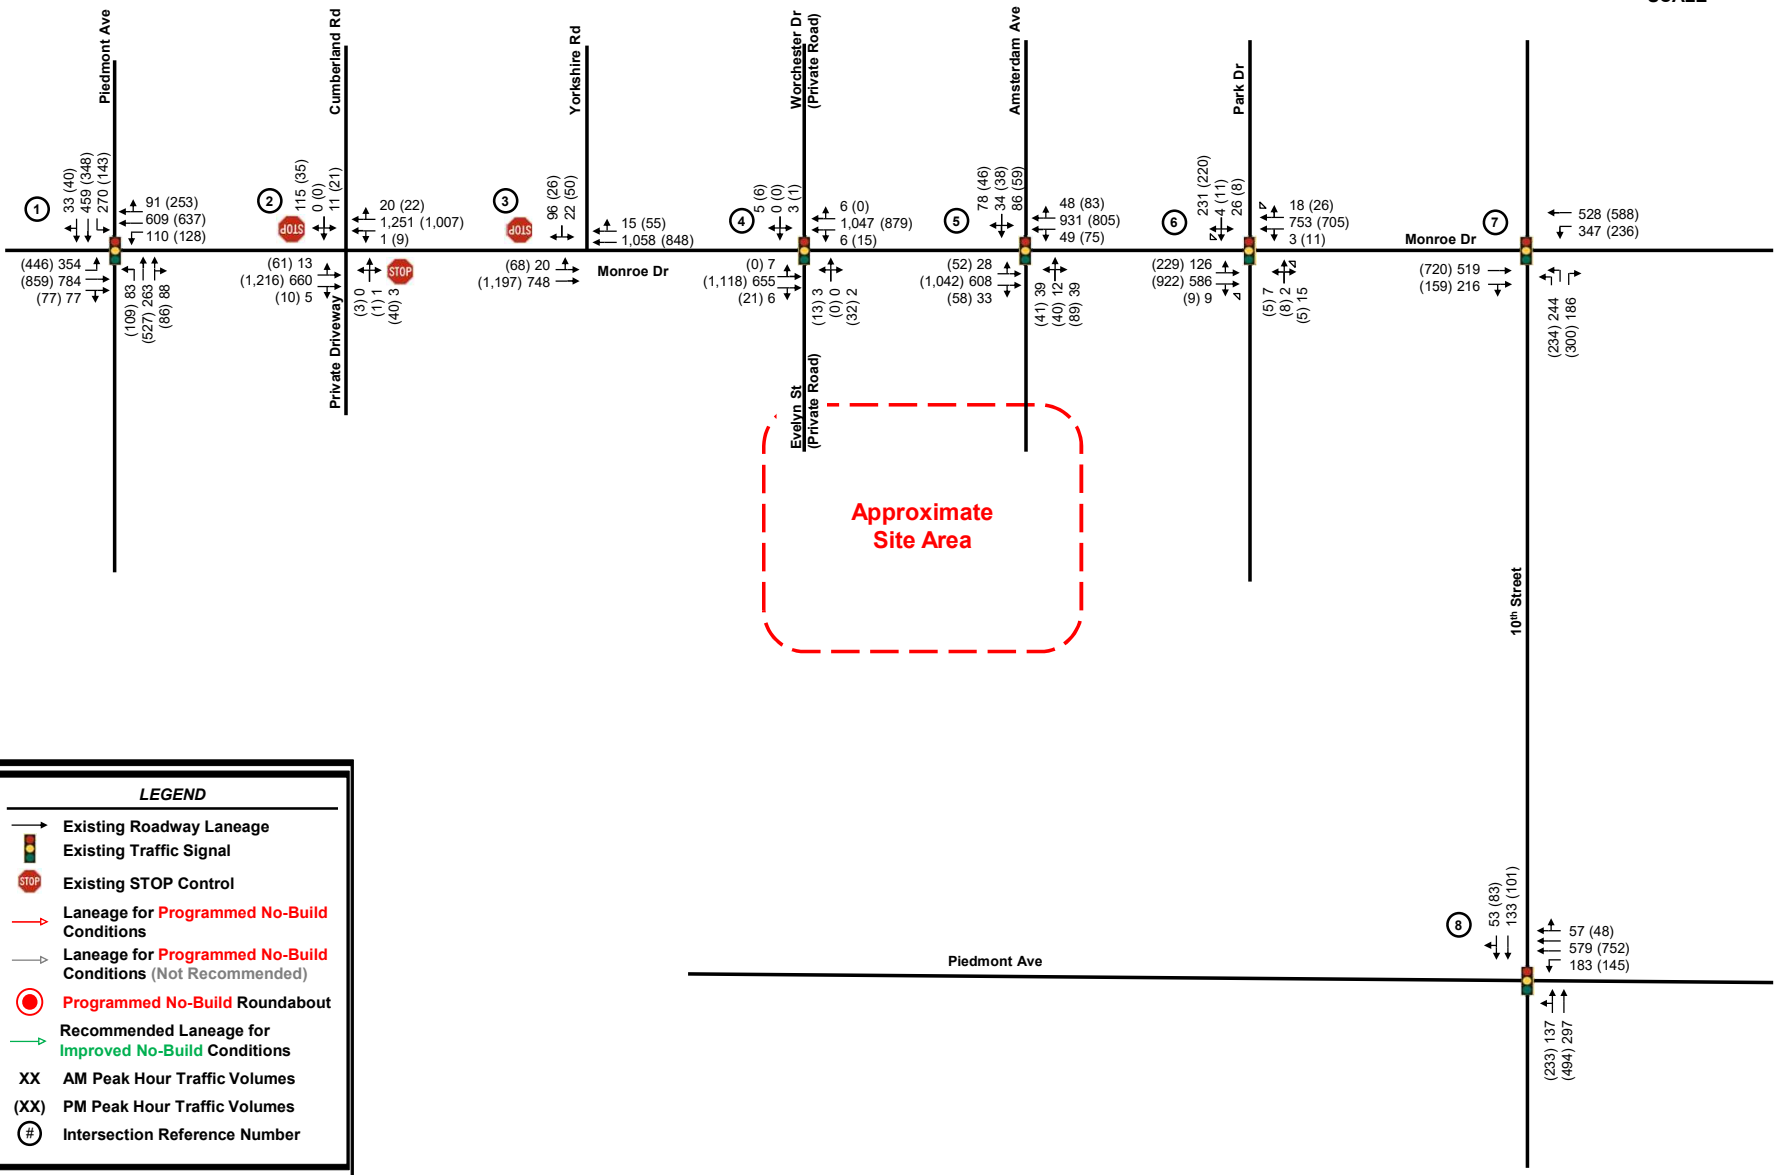 Piedmont Ave
Cumberland Rd
Yorkshire Rd
Worchester Dr
(Private Road)
Amsterdam Ave
Park Dr
1
33 (40)
459 (348)
270 (143)
91 (253)
609 (637)
110 (128)
(446) 354
(859) 784
(77) 77
(109) 83
(527) 263
(86) 88
2
STOP
115 (35)
0 (0)
11 (21)
20 (22)
1,251 (1,007)
1 (9)
(61) 13
(1,216) 660
(10) 5
STOP
(3) 0
(1) 1
(40) 3
Private Driveway
3
STOP
96 (26)
22 (50)
15 (55)
1,058 (848)
(68) 20
(1,197) 748
Monroe Dr
4
5 (6)
0 (0)
3 (1)
6 (0)
1,047 (879)
6 (15)
(0) 7
(1,118) 655
(21) 6
(13) 3
(0) 0
(32) 2
Evelyn St
(Private Road)
5
78 (46)
34 (38)
86 (59)
48 (83)
931 (805)
49 (75)
(52) 28
(1,042) 608
(58) 33
(41) 39
(40) 12
(89) 39
6
231 (220)
4 (11)
26 (8)
18 (26)
753 (705)
3 (11)
(229) 126
(922) 586
(9) 9
(5) 7
(8) 2
(5) 15
Monroe Dr
7
528 (588)
347 (236)
(720) 519
(159) 216
(234) 244
(300) 186
Approximate
Site Area
10th Street
8
53 (83)
133 (101)
57 (48)
579 (752)
183 (145)
(233) 137
(494) 297
Piedmont Ave
LEGEND
Existing Roadway Laneage
Existing Traffic Signal
STOP Existing STOP Control
Laneage for Programmed No-Build
Conditions
Laneage for Programmed No-Build
Conditions (Not Recommended)
Programmed No-Build Roundabout
Recommended Laneage for
Improved No-Build Conditions
XX AM Peak Hour Traffic Volumes
(XX) PM Peak Hour Traffic Volumes
# Intersection Reference Number